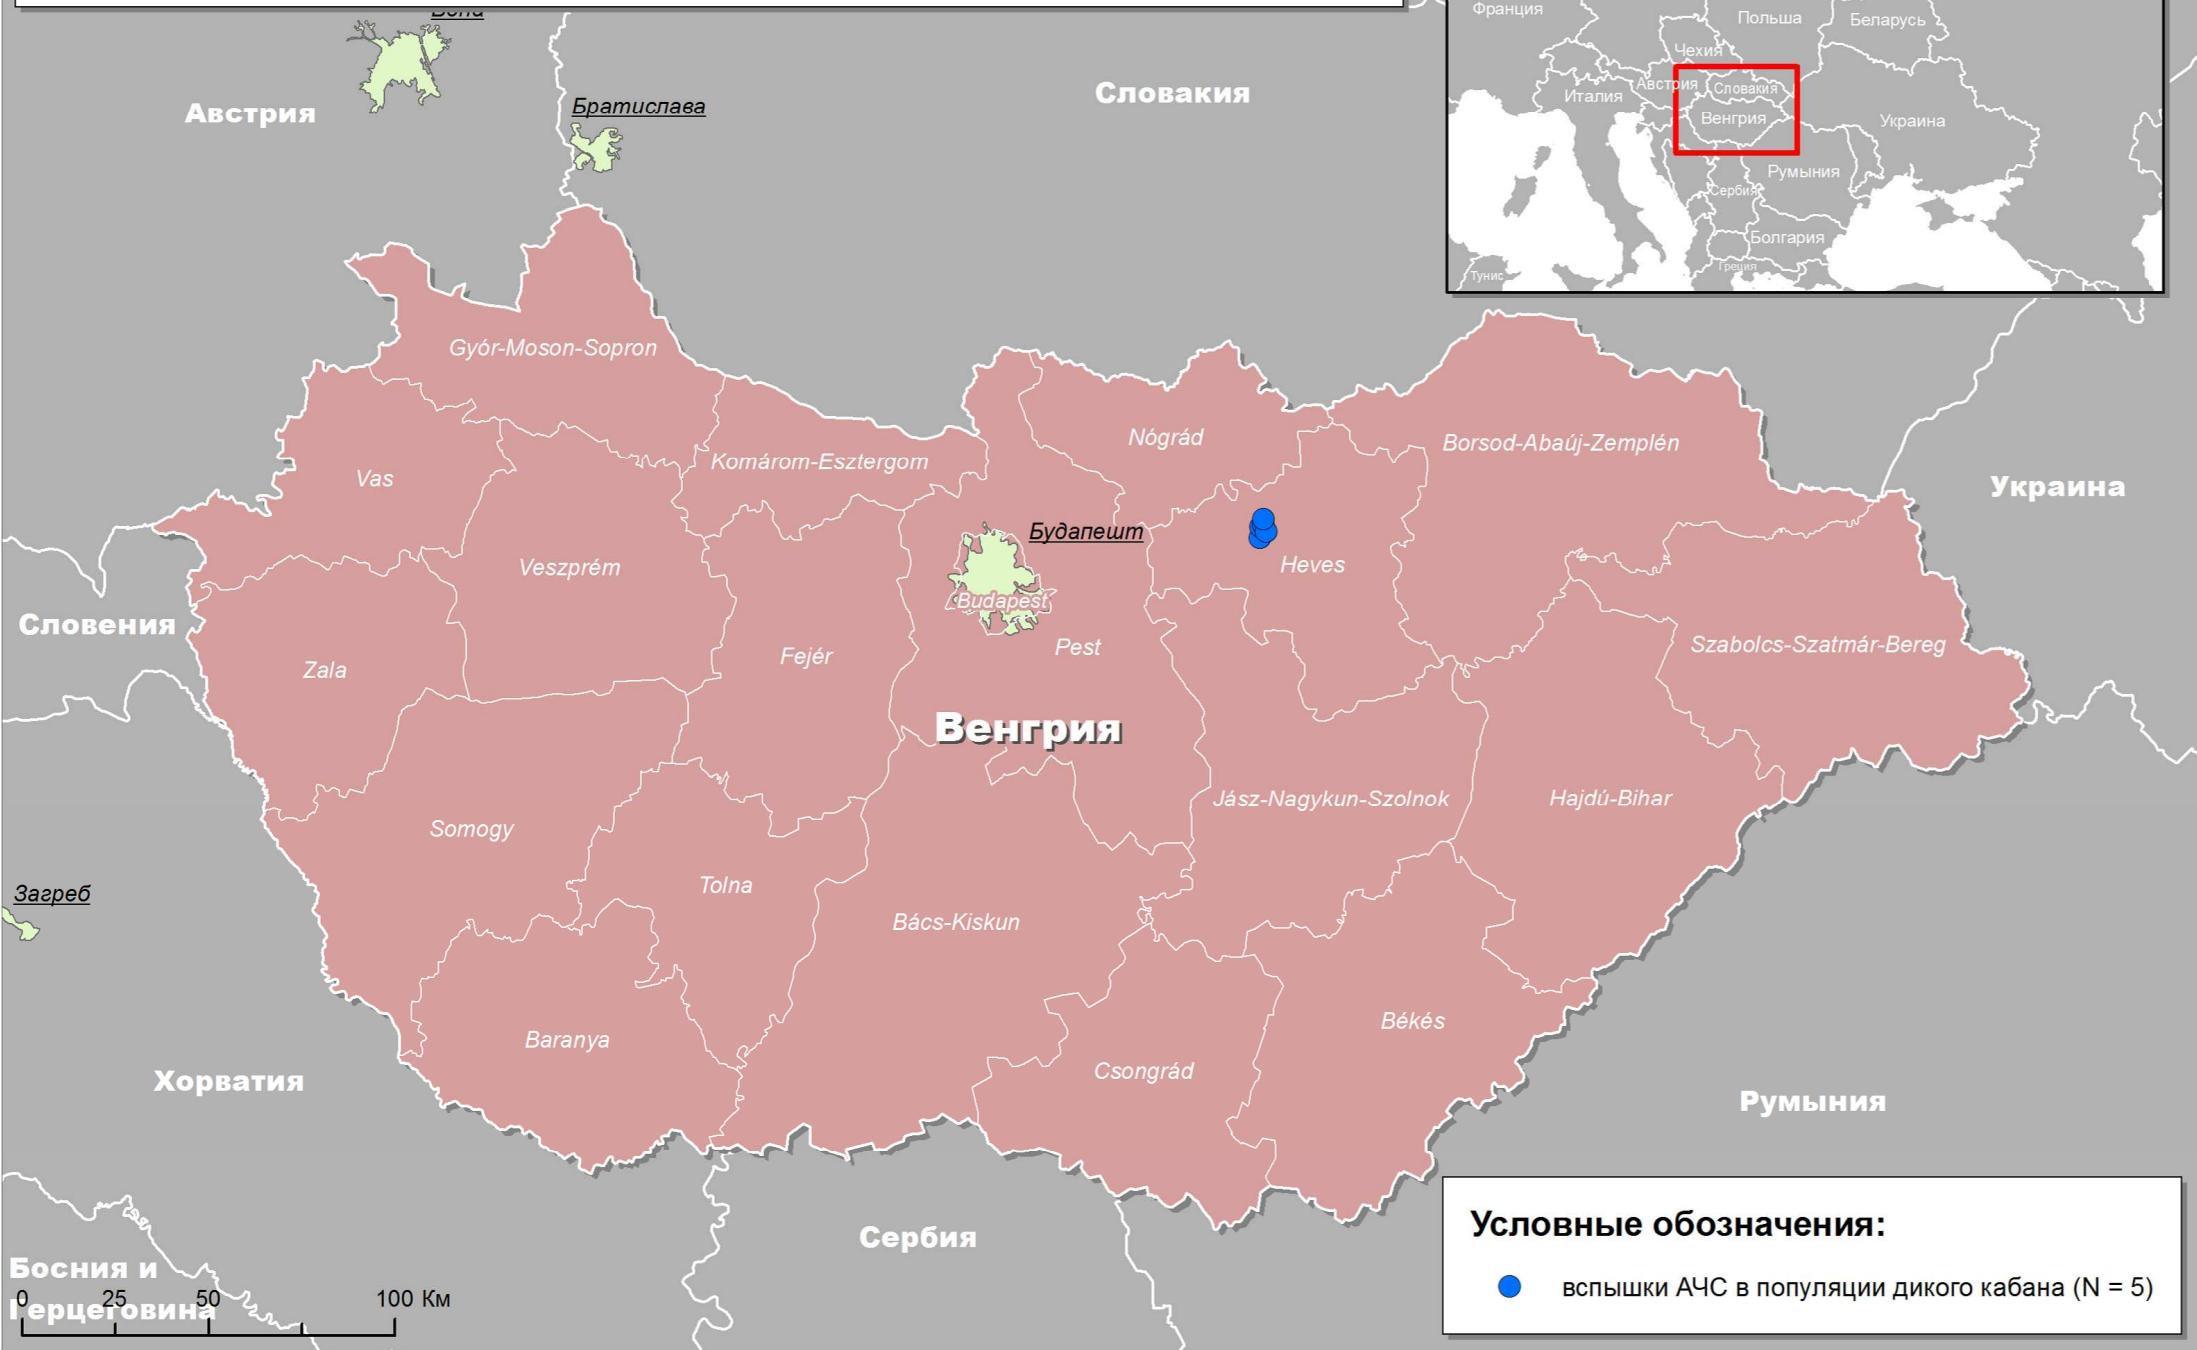 Вена
Австрия
Братислава
Словакия
Франция
Польша
Беларусь
Чехия
Австрия
Словакия
Италия
Венгрия
Украина
Румыния
Сербия
Болгария
Греция
Тунис
Győr-Moson-Sopron
Nógrád
Borsod-Abaúj-Zemplén
Komárom-Esztergom
Vas
Украина
Будапешт
Veszprém
Heves
Budapest
Словения
Pest
Szabolcs-Szatmár-Bereg
Fejér
Zala
Венгрия
Jász-Nagykun-Szolnok
Hajdú-Bihar
Somogy
Загреб
Tolna
Bács-Kiskun
Békés
Baranya
Csongrád
Хорватия
Румыния
Сербия
Босния и
Герцеговина
0 25 50 100 Км
Условные обозначения:
вспышки АЧС в популяции дикого кабана (N = 5)